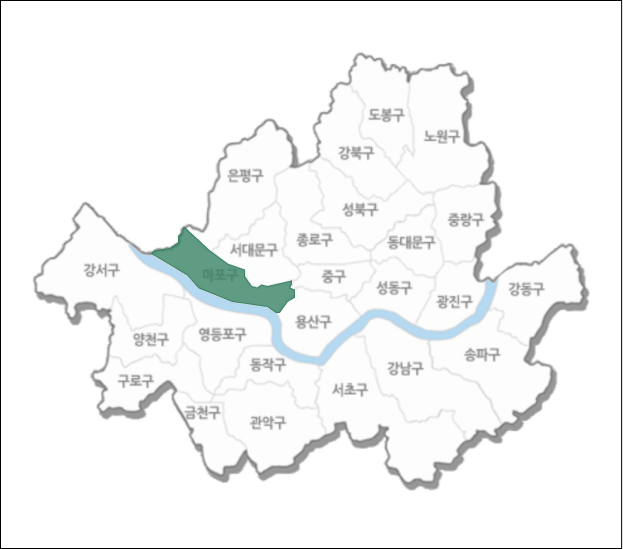 도봉구
노원구
강북구
은평구
성북구
중랑구
종로구
동대문구
서대문구
강서구
마포구
중구
성동구
강동구
광진구
용산구
영등포구
양천구
송파구
동작구
강남구
구로구
서초구
금천구
관악구